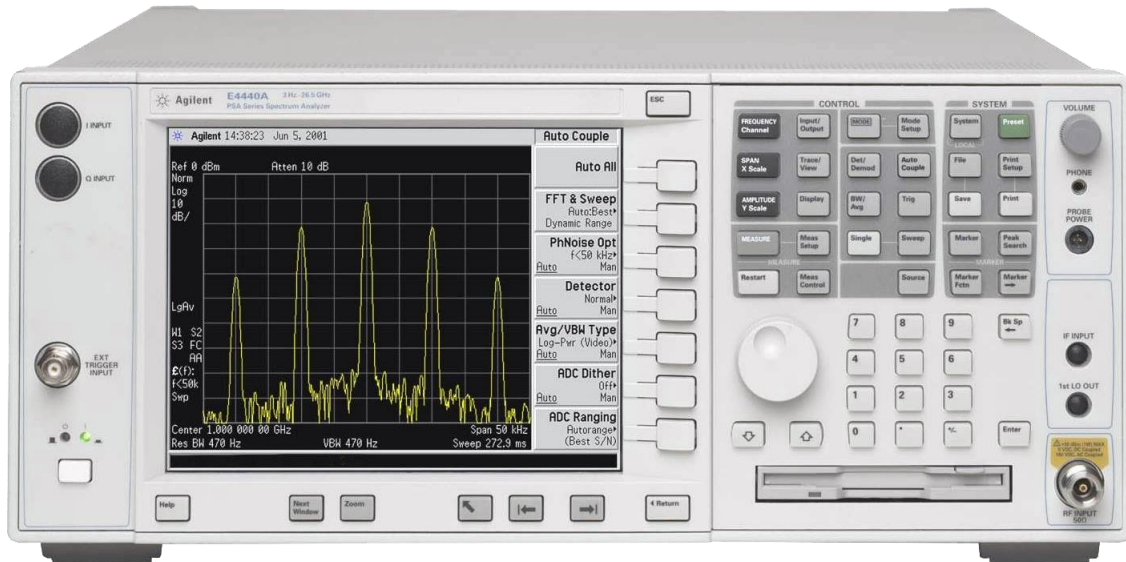 Agilent E4440A 3 Hz - 26.5 GHz
PSA Series Spectrum Analyzer
ESC
I INPUT
Q INPUT
EXT
TRIGGER
INPUT
Agilent 14:38:23 Jun 5, 2001
Auto Couple
Ref 0 dBm Atten 10 dB
Norm
Log
10
dB/
LgAv
W1 S2
S3 FC
AA
£(f):
f<50k
Swp
Center 1.000 000 00 GHz Span 50 kHz
Res BW 470 Hz VBW 470 Hz Sweep 272.9 ms
Auto All
FFT & Sweep
Auto:Best
Dynamic Range
PhNoise Opt
f<50 kHz
Auto Man
Detector
Normal
Auto Man
Avg/VBW Type
Log-Pwr (Video)
Auto Man
ADC Dither
Off
Auto Man
ADC Ranging
Autorange
(Best S/N)
Help
Next
Window
Zoom
Return
CONTROL
SYSTEM
FREQUENCY
Channel
Input/
Output
MODE
Mode
Setup
System
Preset
LOCAL
SPAN
X Scale
Trace/
View
Det/
Demod
Auto
Couple
File
Print
Setup
AMPLITUDE
Y Scale
Display
BW/
Avg
Trig
Save
Print
MEASURE
Meas
Setup
Single
Sweep
Marker
Peak
Search
MEASURE
MARKER
Restart
Meas
Control
Source
Marker
Fctn
Marker
7 8 9 Bk Sp
4 5 6
1 2 3
0 . +/- Enter
VOLUME
PHONE
PROBE
POWER
IF INPUT
1st LO OUT
RF INPUT
50Ω